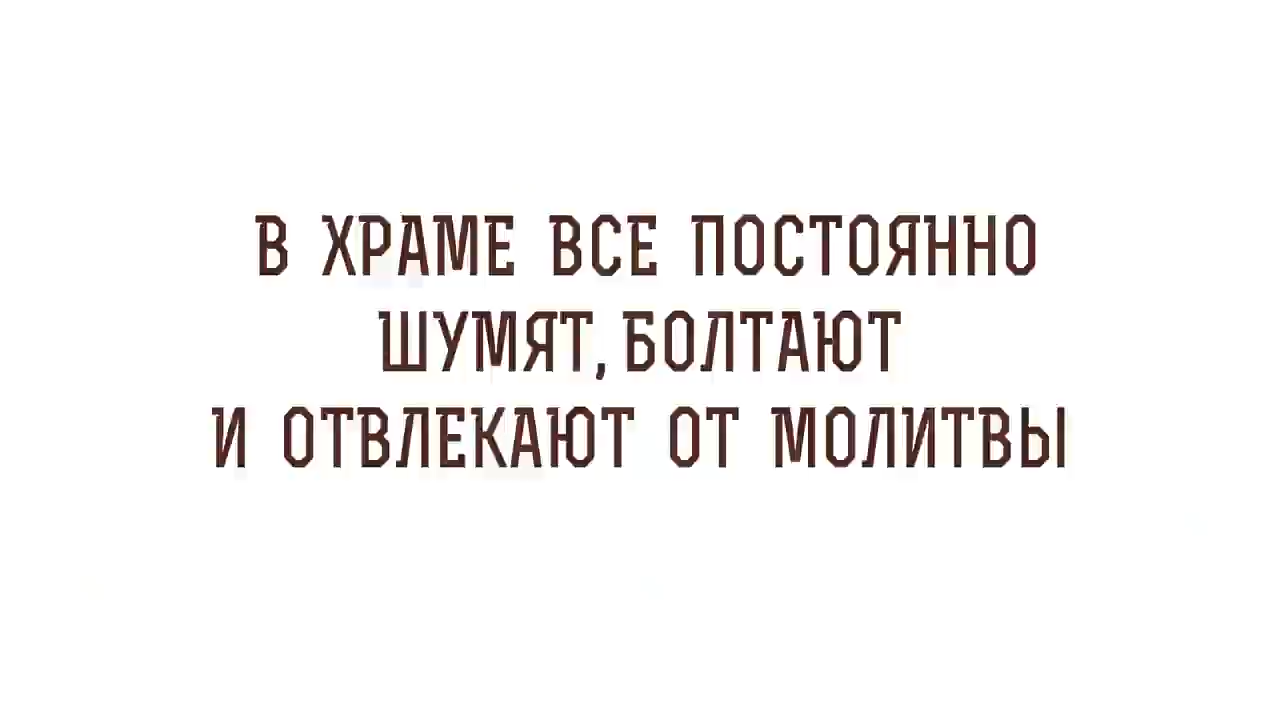 В ХРАМЕ ВСЕ ПОСТОЯННО
ШУМЯТ, БОЛТАЮТ
И ОТВЛЕКАЮТ ОТ МОЛИТВЫ